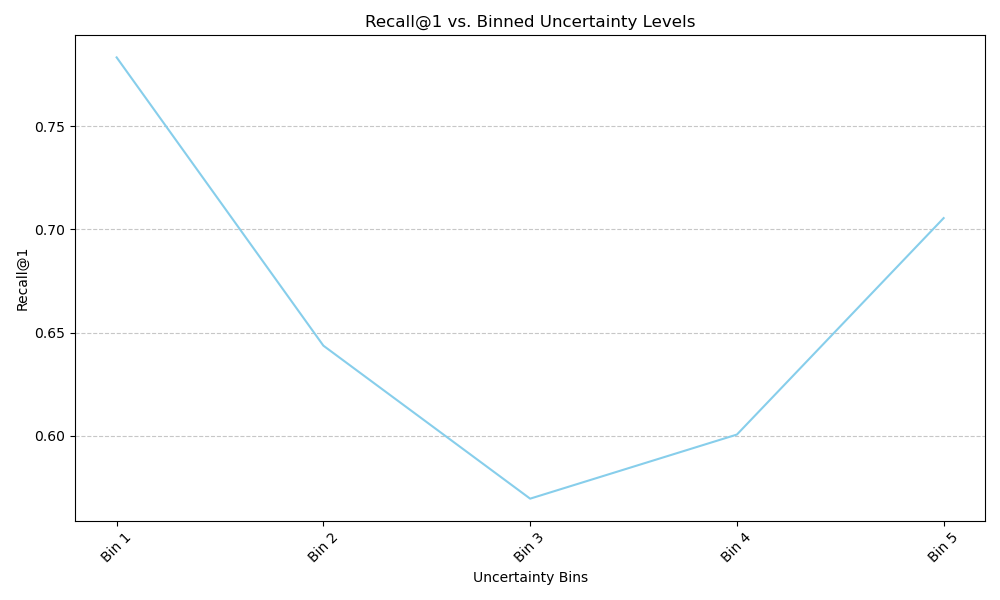 Recall@1 vs. Binned Uncertainty Levels
Recall@1
0.75
0.70
0.65
0.60
Bin 1
Bin 2
Bin 3
Bin 4
Bin 5
Uncertainty Bins